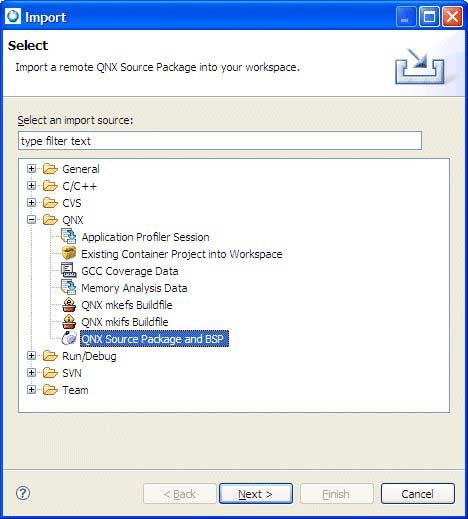 Import
Select
Import a remote QNX Source Package into your workspace.
Select an import source:
type filter text
General
C/C++
CVS
QNX
Application Profiler Session
Existing Container Project into Workspace
GCC Coverage Data
Memory Analysis Data
QNX mkefs Buildfile
QNX mkifs Buildfile
QNX Source Package and BSP
Run/Debug
SVN
Team
< Back Next > Finish Cancel